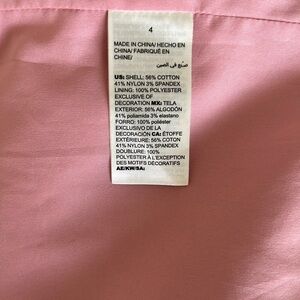 4
MADE IN CHINA/ HECHO EN
CHINA/ FABRIQUÉ EN
CHINE/
صنع في الصين
US: SHELL: 56% COTTON
41% NYLON 3% SPANDEX
LINING: 100% POLYESTER
EXCLUSIVE OF
DECORATION MX: TELA
EXTERIOR: 56% ALGODÓN
41% poliamida 3% elastano
FORRO: 100% poliéster
EXCLUSIVO DE LA
DECORACIÓN CA: ÉTOFFE
EXTÉRIEURE: 56% COTON
41% NYLON 3% SPANDEX
DOUBLURE: 100%
POLYESTER À L'EXCEPTION
DES MOTIFS DÉCORATIFS
AE/KW/SA: